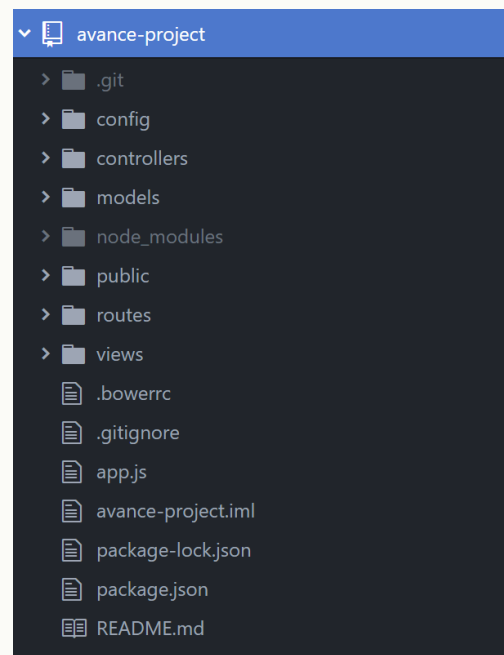 avance-project
.git
config
controllers
models
node_modules
public
routes
views
.bowerrc
.gitignore
app.js
avance-project.iml
package-lock.json
package.json
README.md